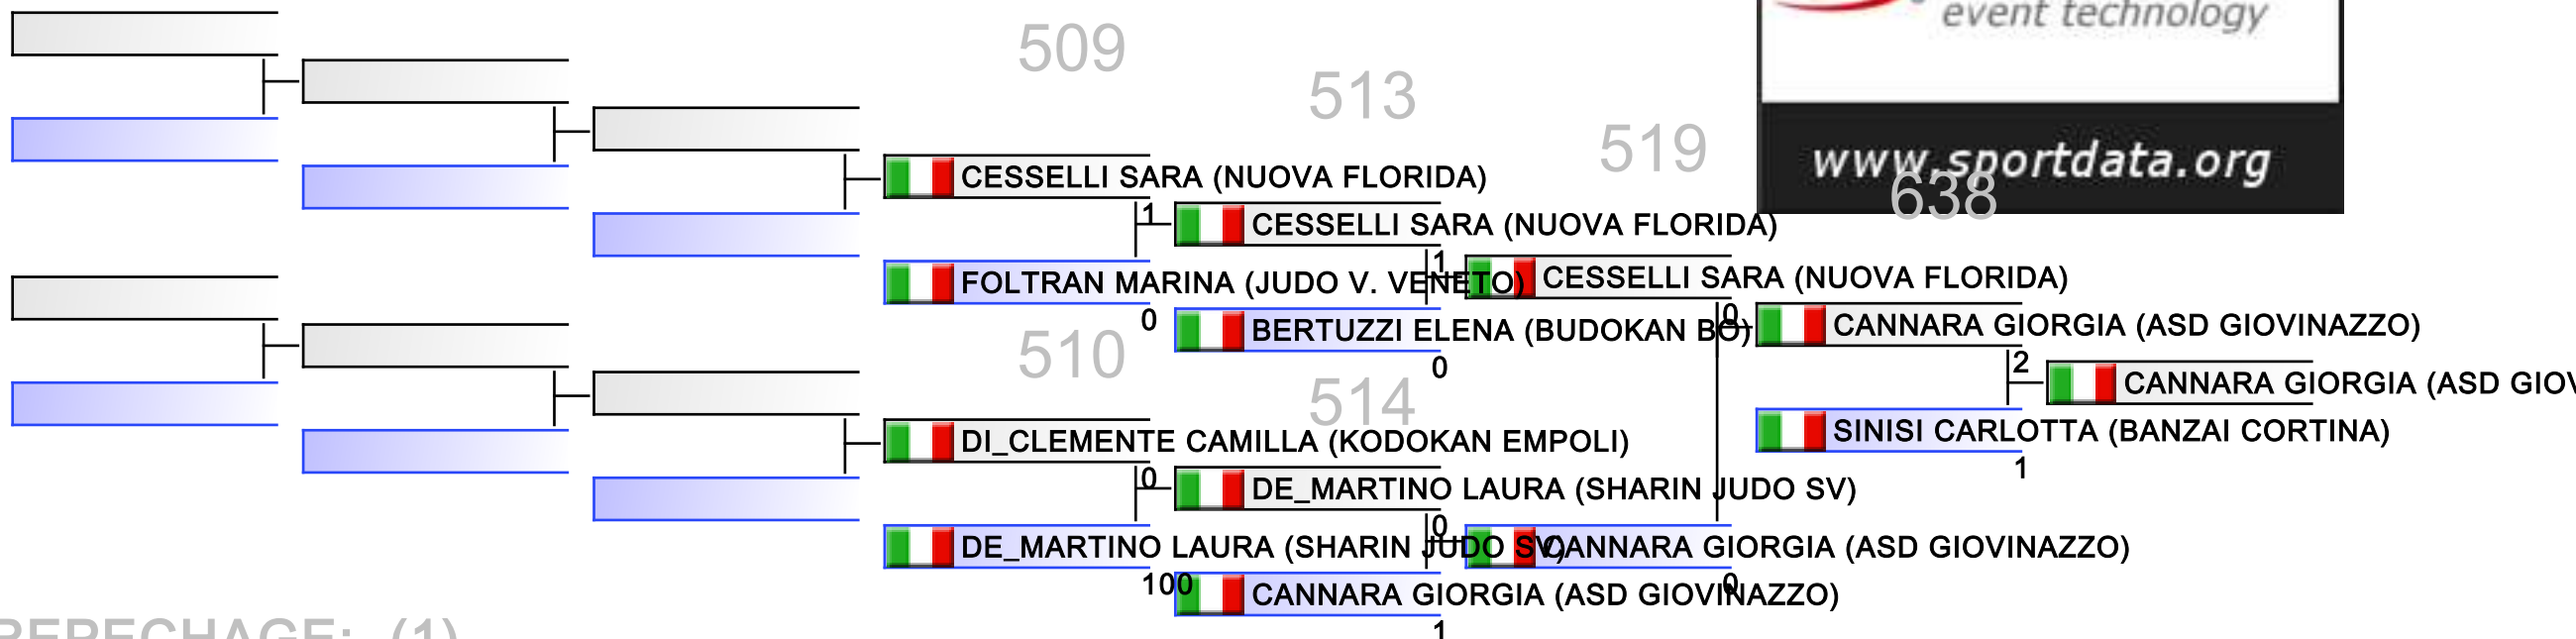 event technology
509
513
519
www.sportdata.org
638
CESSELLI SARA (NUOVA FLORIDA)
1
CESSELLI SARA (NUOVA FLORIDA)
1
FOLTRAN MARINA (JUDO V. VENETO)
CESSELLI SARA (NUOVA FLORIDA)
0
0
BERTUZZI ELENA (BUDOKAN BO)
CANNARA GIORGIA (ASD GIOVINAZZO)
510
0
2
514
CANNARA GIORGIA (ASD GIOV
SINISI CARLOTTA (BANZAI CORTINA)
1
DI_CLEMENTE CAMILLA (KODOKAN EMPOLI)
0
DE_MARTINO LAURA (SHARIN JUDO SV)
0
DE_MARTINO LAURA (SHARIN JUDO SV)
CANNARA GIORGIA (ASD GIOVINAZZO)
100
0
CANNARA GIORGIA (ASD GIOVINAZZO)
1
REPECHAGE: (1)